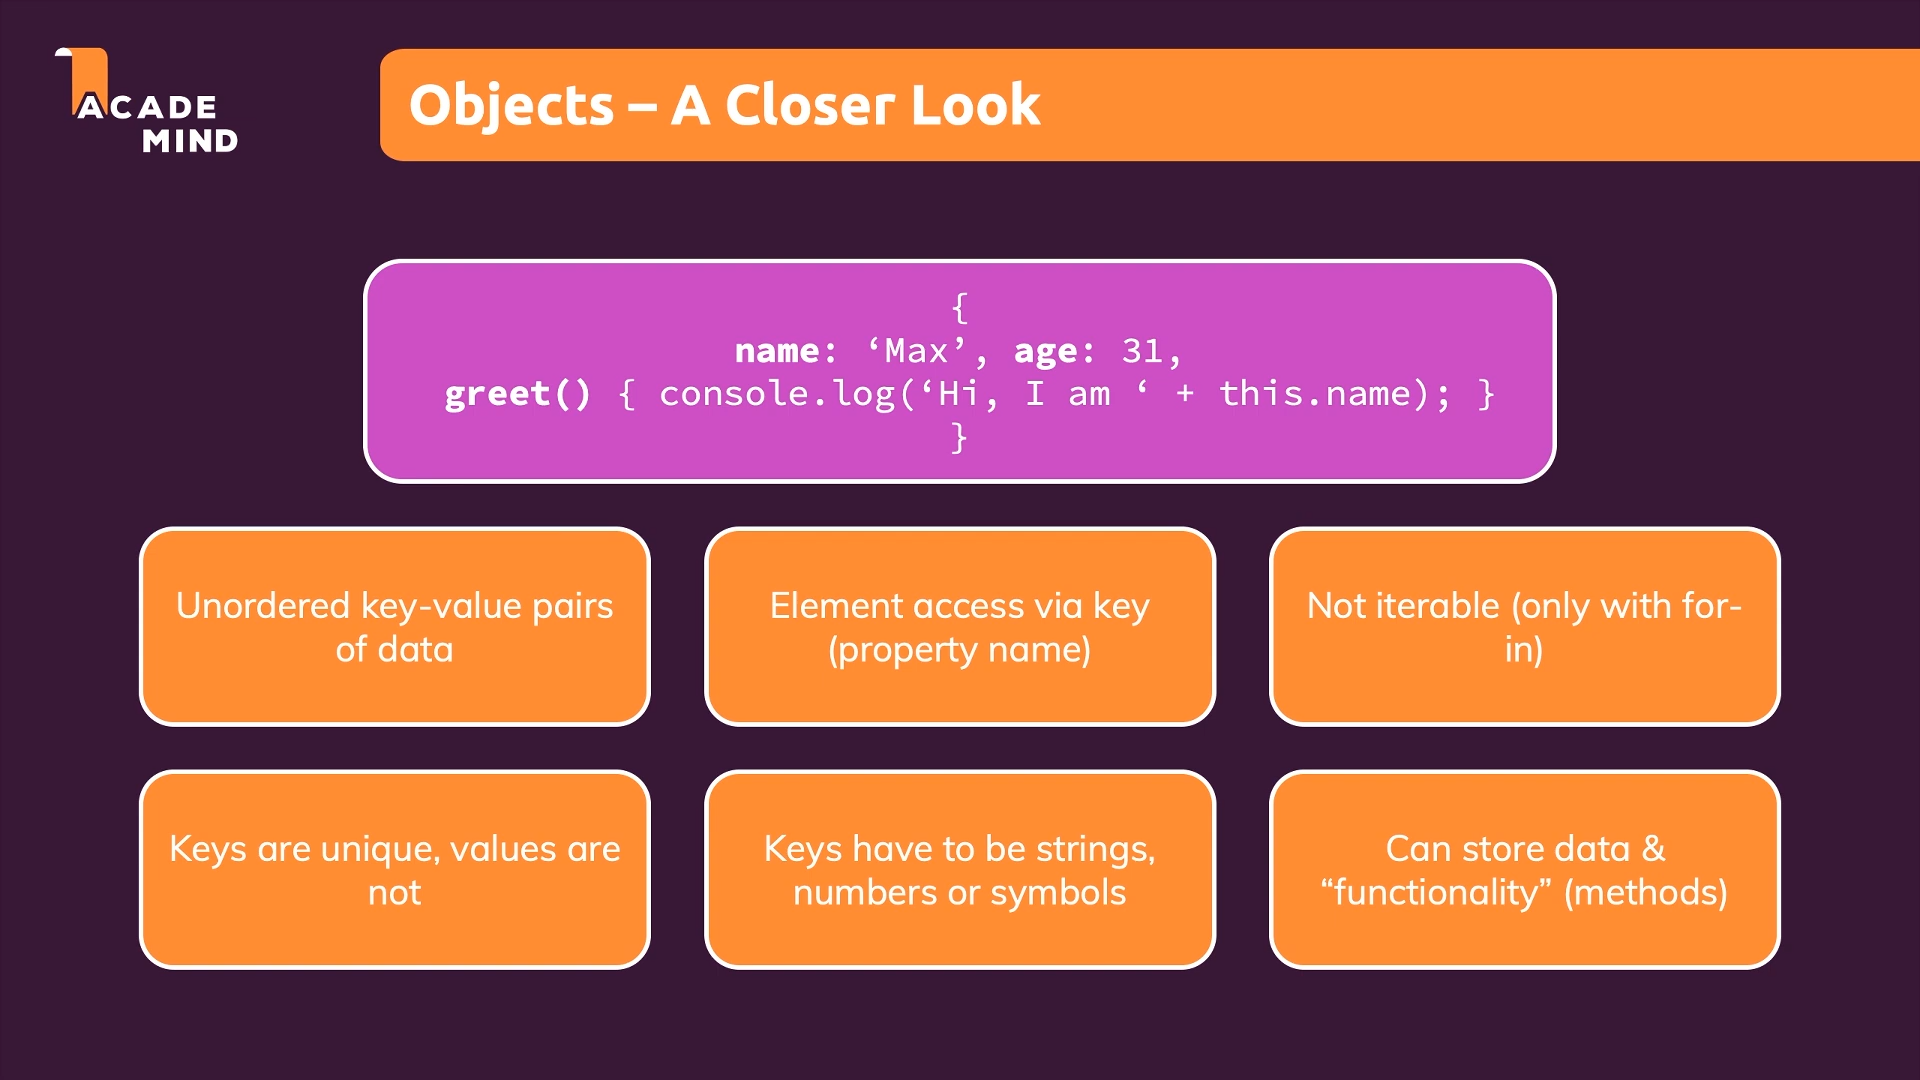 ACADE
MIND
Objects – A Closer Look
{
name: ‘Max’, age: 31,
greet() { console.log(‘Hi, I am ‘ + this.name); }
}
Unordered key-value pairs
of data
Element access via key
(property name)
Not iterable (only with for-
in)
Keys are unique, values are
not
Keys have to be strings,
numbers or symbols
Can store data &
“functionality” (methods)